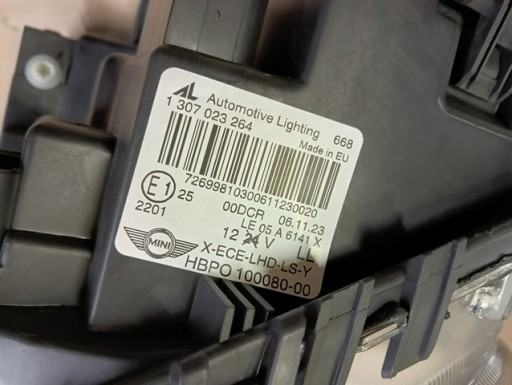 AL Automotive Lighting 668
1 307 023 264 Made in EU
72699810300611230020
E1 25 00DCR 06.11.23
2201 LE 05 A 6141 X
12 24 V LL
MINI X-ECE-LHD-LS-Y
HBPO 100080-00